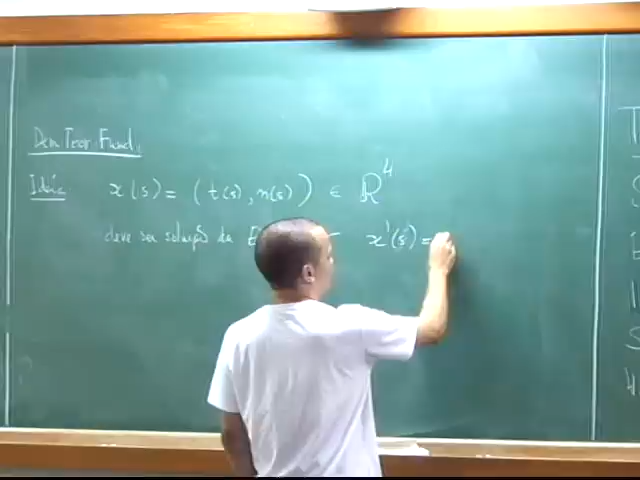 Dem Teor Fund.
Ideia x(s) = (t(s), n(s)) ∈ ℝ⁴
deve ser solução da E x'(s) =